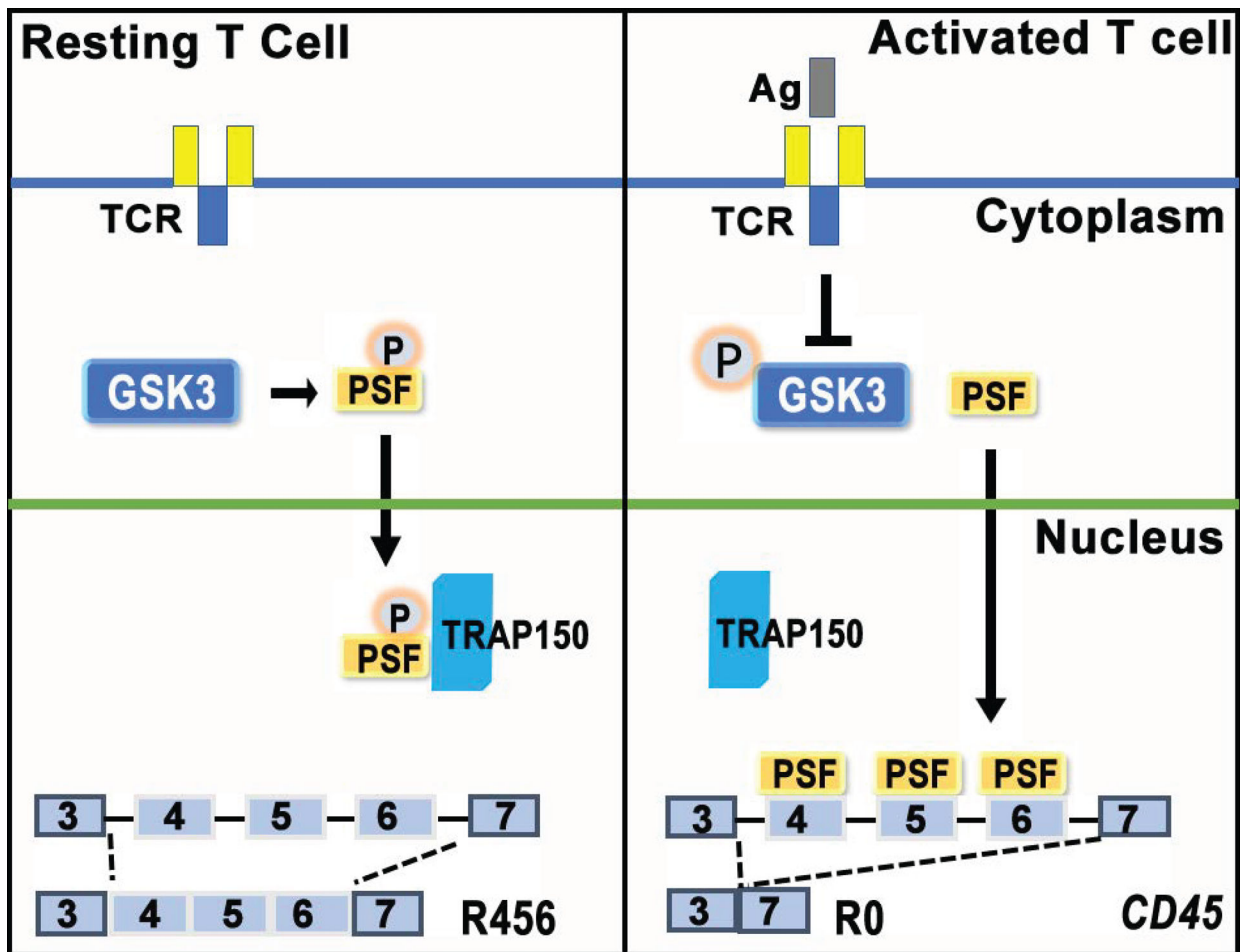 Resting T Cell
TCR
GSK3
P
PSF
P
PSF
TRAP150
3 4 5 6 7
3 4 5 6 7 R456
Activated T cell
Ag
TCR
Cytoplasm
P
GSK3
PSF
Nucleus
TRAP150
PSF PSF PSF
3 4 5 6 7
3 7 R0 CD45